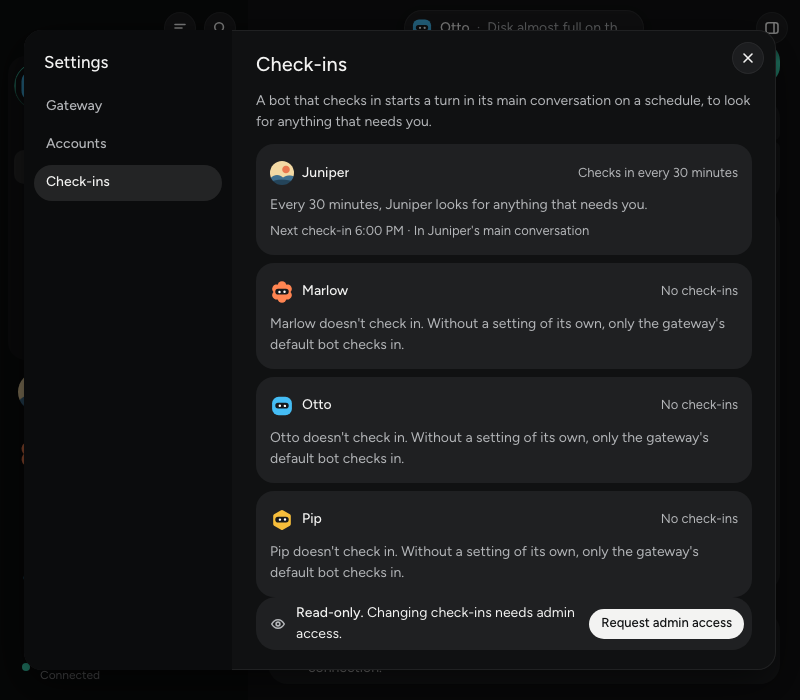 Otto · Disk almost full on th
Settings
Gateway
Accounts
Check-ins
Check-ins
A bot that checks in starts a turn in its main conversation on a schedule, to look
for anything that needs you.
Juniper
Checks in every 30 minutes
Every 30 minutes, Juniper looks for anything that needs you.
Next check-in 6:00 PM · In Juniper's main conversation
Marlow
No check-ins
Marlow doesn't check in. Without a setting of its own, only the gateway's
default bot checks in.
Otto
No check-ins
Otto doesn't check in. Without a setting of its own, only the gateway's
default bot checks in.
Pip
No check-ins
Pip doesn't check in. Without a setting of its own, only the gateway's
default bot checks in.
Read-only. Changing check-ins needs admin
access.
Request admin access
Connected